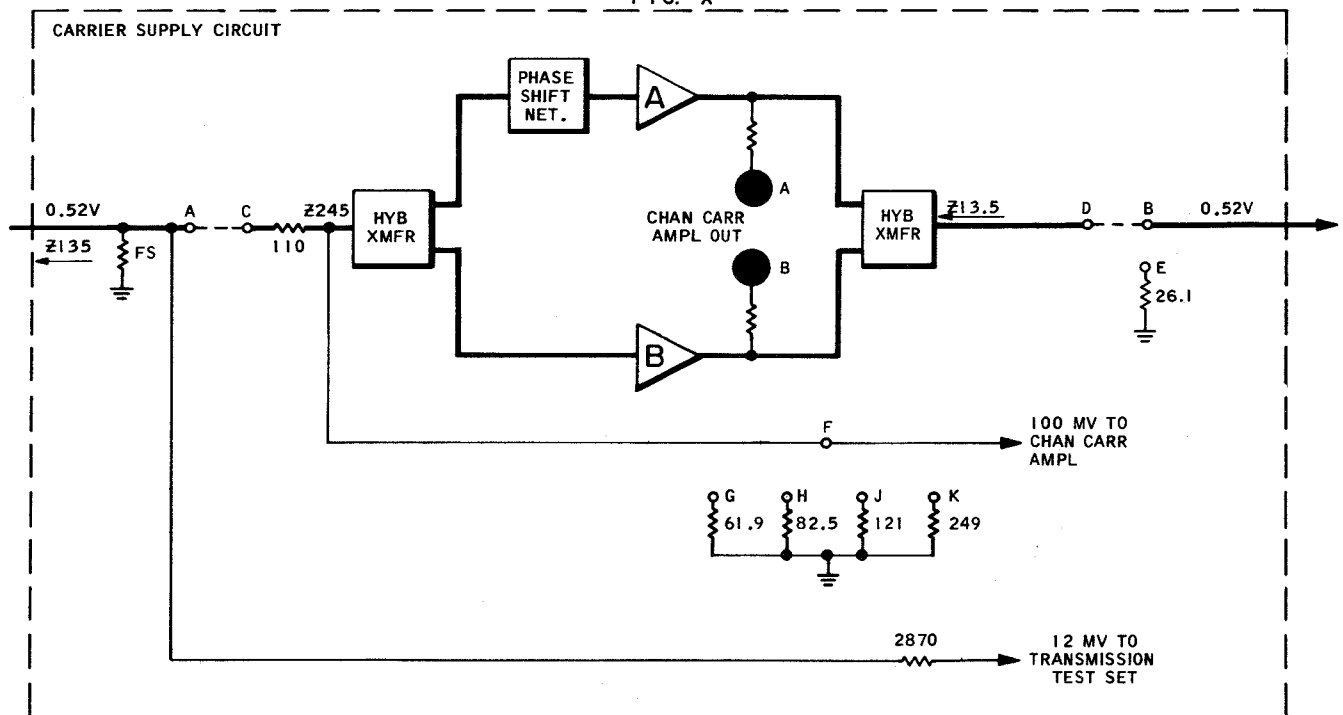 FIG. X
CARRIER SUPPLY CIRCUIT
PHASE
SHIFT
NET.
A
A
CHAN CARR
AMPL OUT
B
B
0.52V
Z135
FS
A
C
110
Z245
HYB
XMFR
HYB
XMFR
Z13.5
D
B
0.52V
E
26.1
F
100 MV TO
CHAN CARR
AMPL
G
61.9
H
82.5
J
121
K
249
2870
12 MV TO
TRANSMISSION
TEST SET